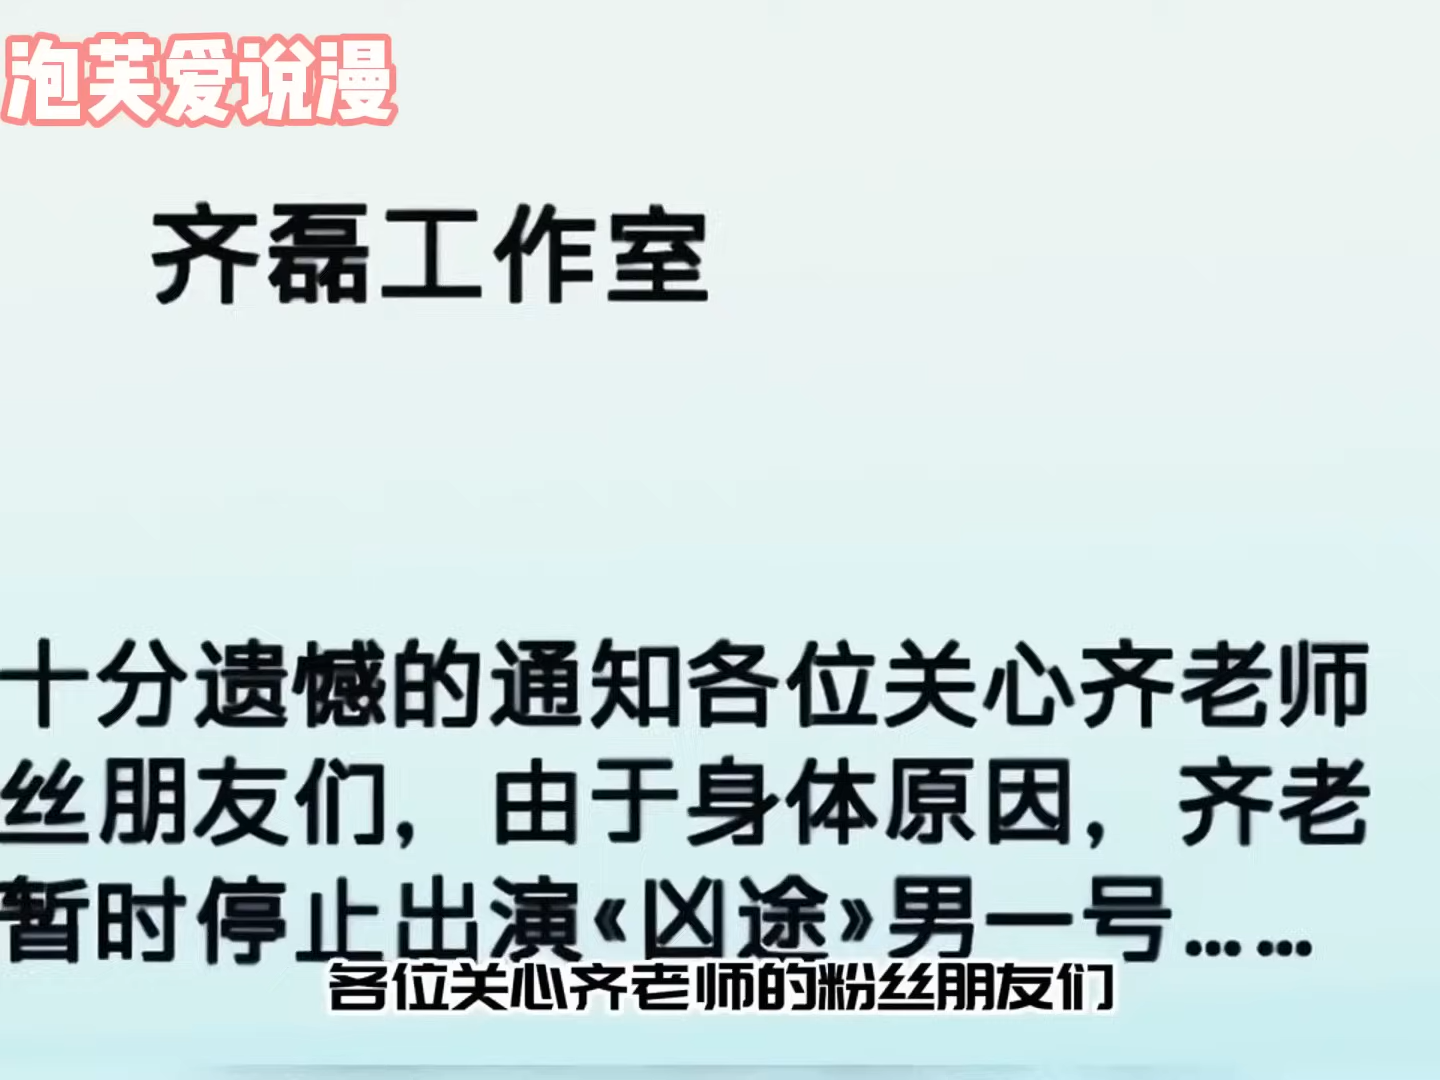 泡芙爱说漫
齐磊工作室
十分遗憾的通知各位关心齐老师
丝朋友们，由于身体原因，齐老
暂时停止出演《凶途》男一号……
各位关心齐老师的粉丝朋友们